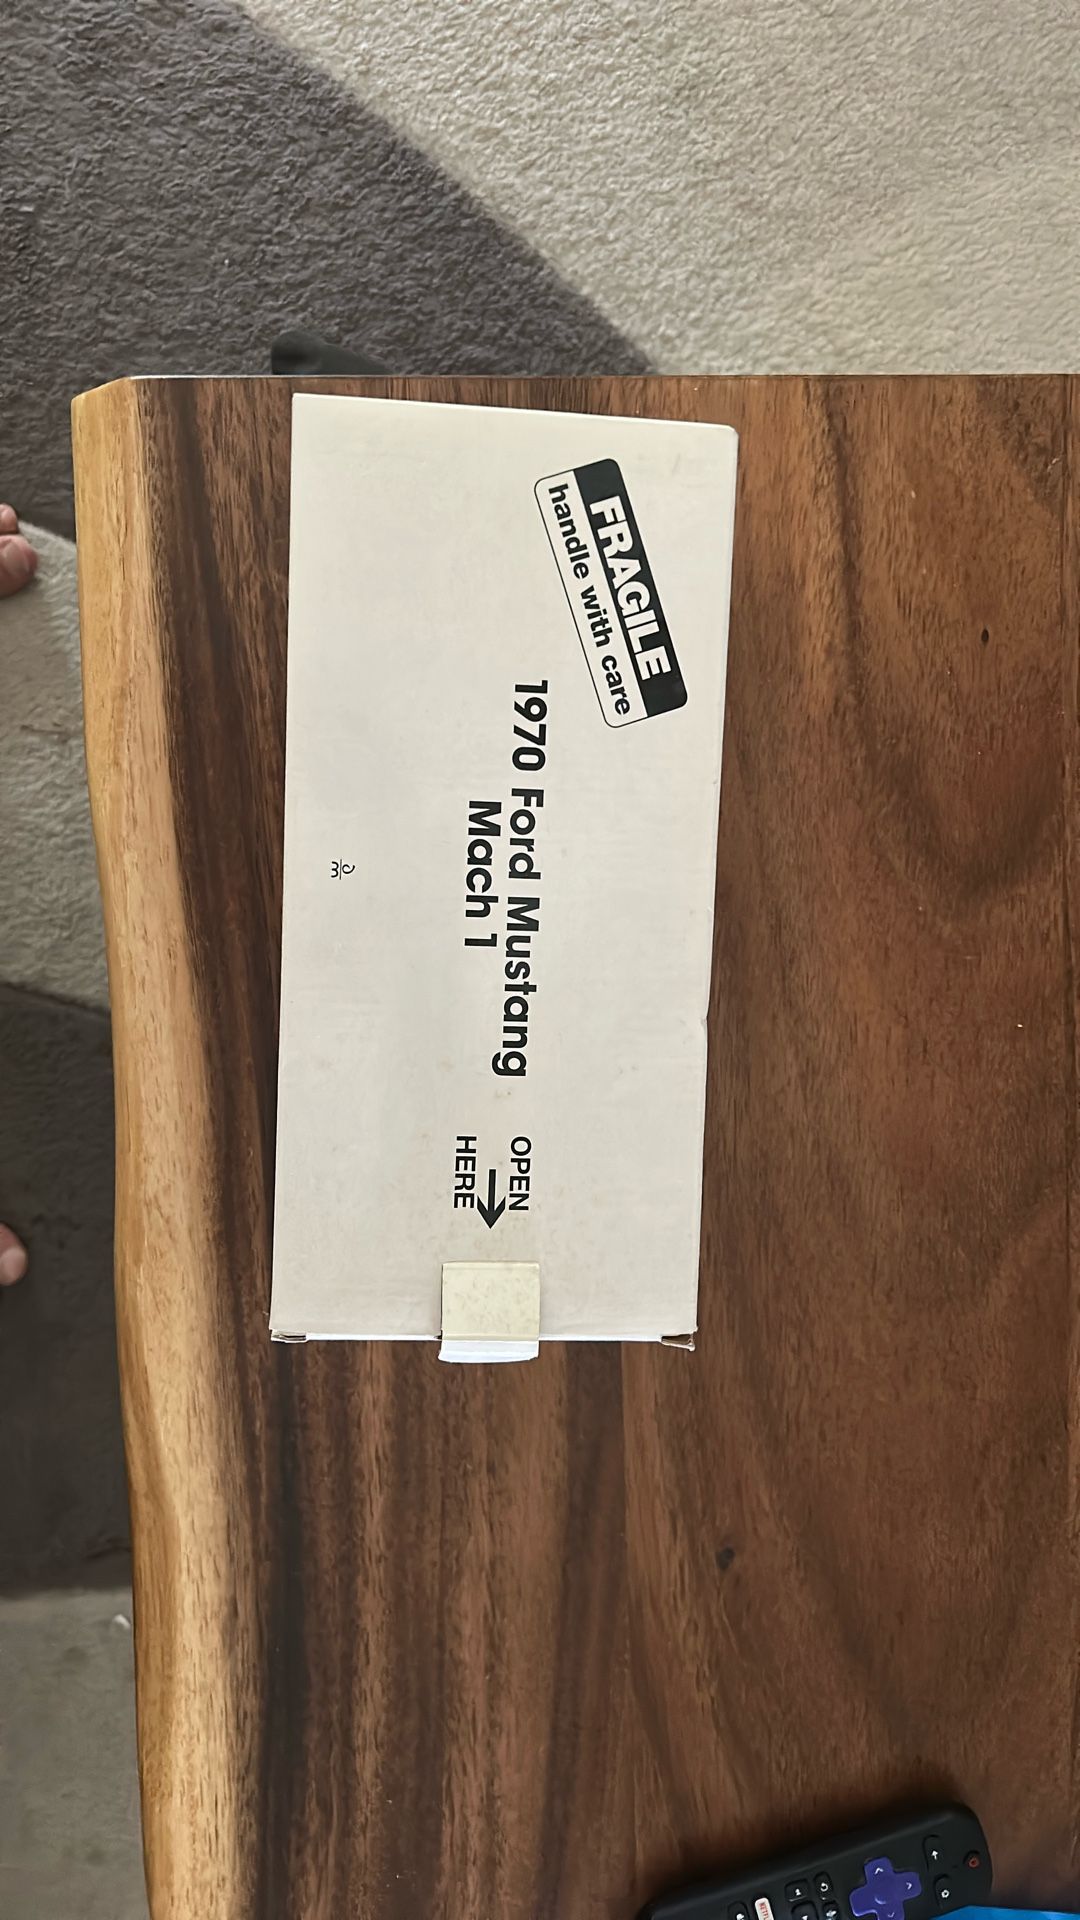 FRAGILE
handle with care
1970 Ford Mustang
Mach 1
OPEN
HERE